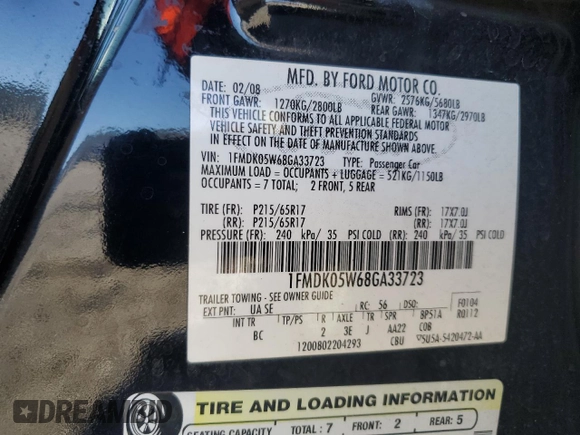 MFD. BY FORD MOTOR CO.
02/08 GVWR: 2576KG/5680LB
FRONT GAWR: 1270KG/2800LB REAR GAWR: 1347KG/2970LB
THIS VEHICLE CONFORMS TO ALL APPLICABLE FEDERAL MOTOR
VEHICLE SAFETY AND THEFT PREVENTION STANDARDS
IN EFFECT ON THE DATE OF MANUFACTURE SHOWN ABOVE.
VIN: 1FMDK05W68GA33723 TYPE: Passenger Car
MAXIMUM LOAD = OCCUPANTS + LUGGAGE = 521KG/1150LB
OCCUPANTS = 7 TOTAL; 2 FRONT, 5 REAR
TIRE (FR): P215/65R17 RIMS (FR): 17X7.0J
(RR): P215/65R17 (RR): 17X7.0J
PRESSURE (FR): 240 kPa/ 35 PSI COLD (RR): 240 kPa/ 35 PSI COLD
1FMDK05W68GA33723
TRAILER TOWING - SEE OWNER GUIDE
EXT PNT: UA SE RC: 56 DSO: F0104
INT TR TP/PS R AXLE TR SPR BP51A R0112
BC 2 3E J AA22 COB
1200802204293 CBU 5U5A-5420472-AA
TIRE AND LOADING INFORMATION
SEATING CAPACITY TOTAL : 7 FRONT: 2 REAR: 5
DREAMBID